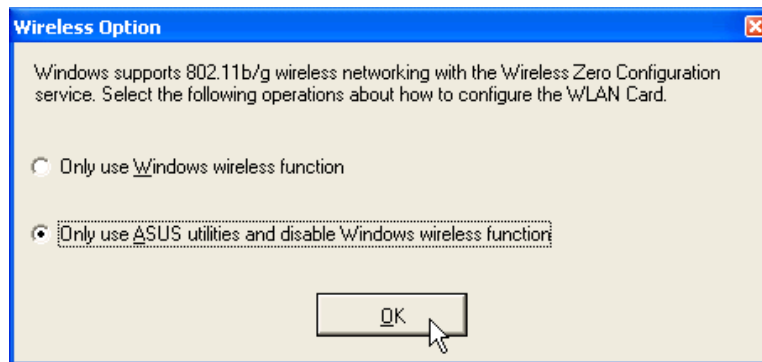 Wireless Option
Windows supports 802.11b/g wireless networking with the Wireless Zero Configuration
service. Select the following operations about how to configure the WLAN Card.
Only use Windows wireless function
Only use ASUS utilities and disable Windows wireless function
OK